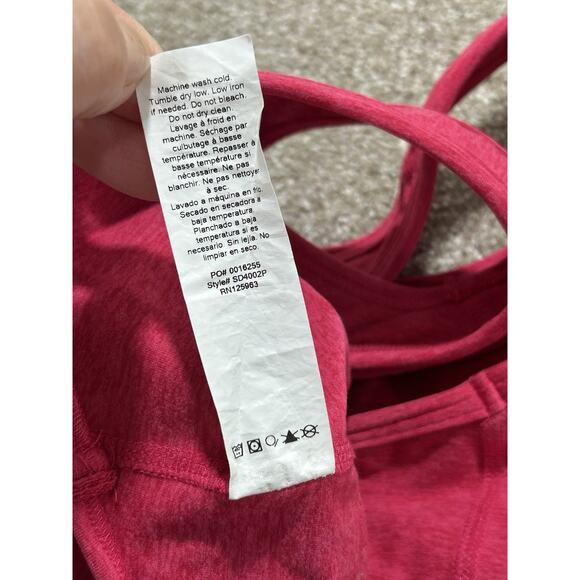 Machine wash cold.
Tumble dry low. Low iron
if needed. Do not bleach.
Do not dry clean.
Lavage à froid en
machine. Séchage par
culbutage à basse
température. Repasser à
basse température si
nécessaire. Ne pas
blanchir. Ne pas nettoyer
à sec.
Lavado a máquina en frío.
Secado en secadora a
baja temperatura
Planchado a baja
temperatura si es
necesario. Sin lejía. No
limpiar en seco.
PO# 0016255
Style# SD4002P
RN125963